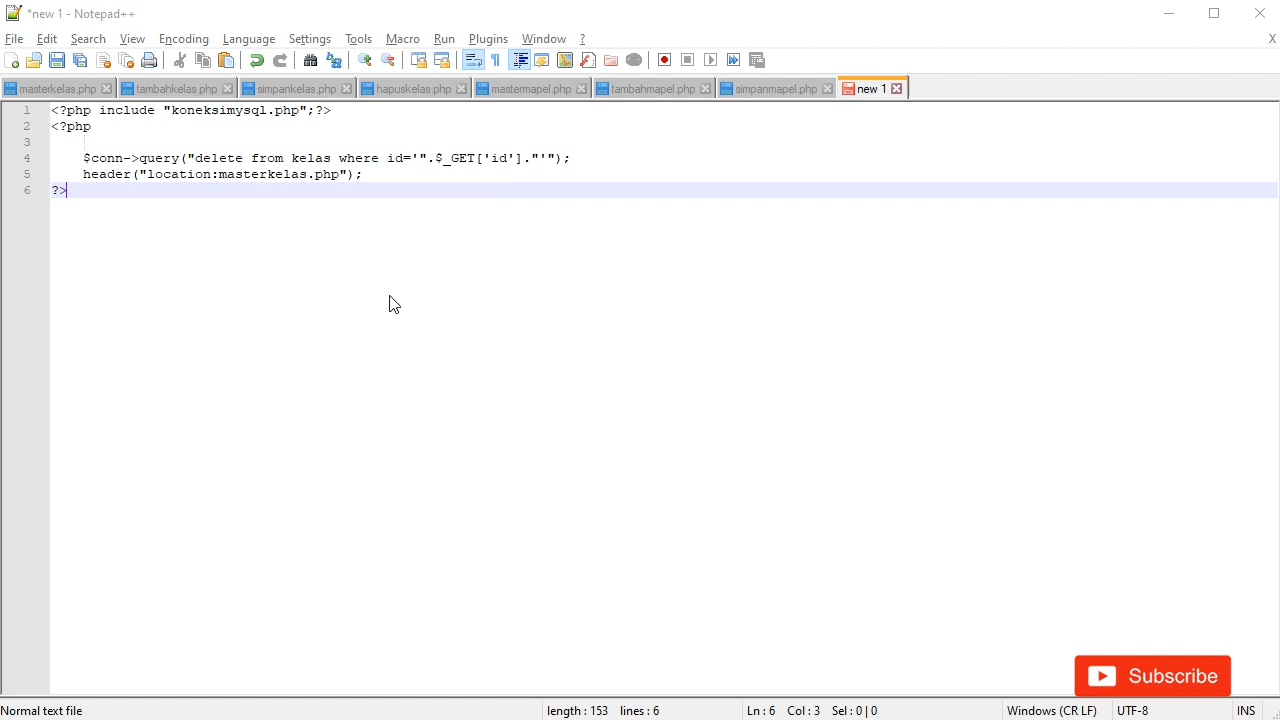 *new 1 - Notepad++
File Edit Search View Encoding Language Settings Tools Macro Run Plugins Window ? X
masterkelas.php tambahkelas.php simpankelas.php hapuskelas.php mastermapel.php tambahmapel.php simpanmapel.php new 1
1 <?php include "koneksimysql.php";?>
2 <?php
3
4 $conn->query("delete from kelas where id='".$_GET['id']."'");
5 header("location:masterkelas.php");
6 ?>
Subscribe
Normal text file length : 153 lines : 6 Ln : 6 Col : 3 Sel : 0 | 0 Windows (CR LF) UTF-8 INS